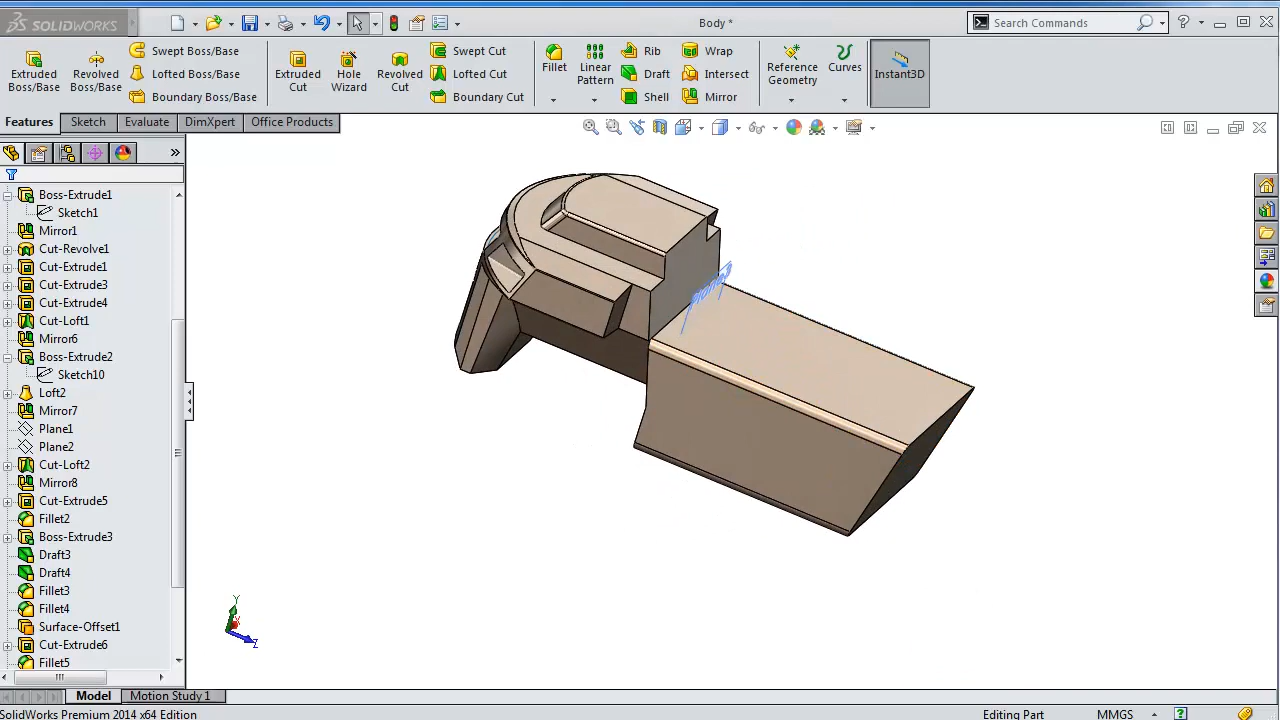 SOLIDWORKS
Body *
Search Commands
Extruded Boss/Base
Revolved Boss/Base
Swept Boss/Base
Lofted Boss/Base
Boundary Boss/Base
Extruded Cut
Hole Wizard
Revolved Cut
Swept Cut
Lofted Cut
Boundary Cut
Fillet
Linear Pattern
Rib
Draft
Shell
Wrap
Intersect
Mirror
Reference Geometry
Curves
Instant3D
Features
Sketch
Evaluate
DimXpert
Office Products
Boss-Extrude1
Sketch1
Mirror1
Cut-Revolve1
Cut-Extrude1
Cut-Extrude3
Cut-Extrude4
Cut-Loft1
Mirror6
Boss-Extrude2
Sketch10
Loft2
Mirror7
Plane1
Plane2
Cut-Loft2
Mirror8
Cut-Extrude5
Fillet2
Boss-Extrude3
Draft3
Draft4
Fillet3
Fillet4
Surface-Offset1
Cut-Extrude6
Fillet5
Y
Z
Model
Motion Study 1
SolidWorks Premium 2014 x64 Edition
Editing Part
MMGS